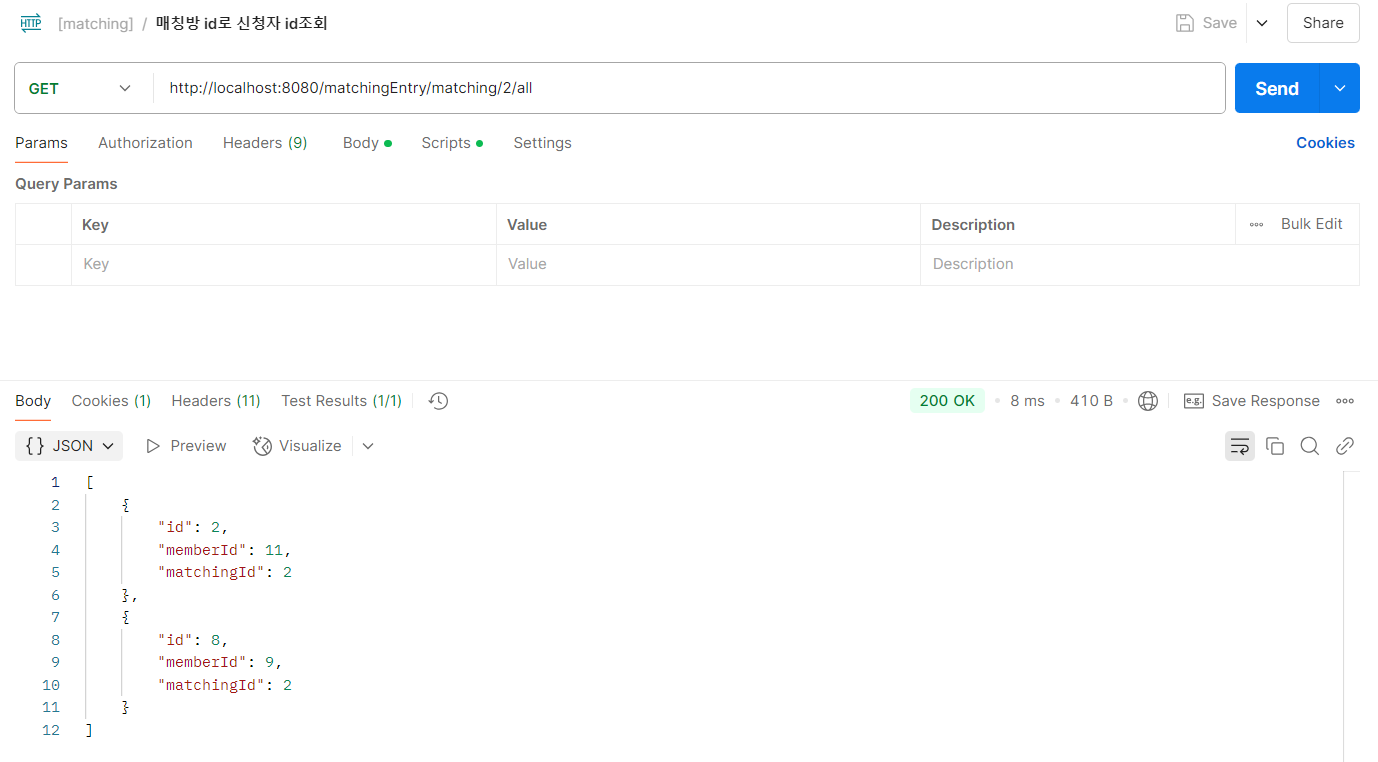 HTTP [matching] / 매칭방 id로 신청자 id조회 Save Share
GET http://localhost:8080/matchingEntry/matching/2/all Send
Params Authorization Headers (9) Body Scripts Settings Cookies
Query Params
Key Value Description Bulk Edit
Key Value Description
Body Cookies (1) Headers (11) Test Results (1/1) 200 OK 8 ms 410 B e.g. Save Response
{} JSON Preview Visualize
1 [
2 {
3 "id": 2,
4 "memberId": 11,
5 "matchingId": 2
6 },
7 {
8 "id": 8,
9 "memberId": 9,
10 "matchingId": 2
11 }
12 ]